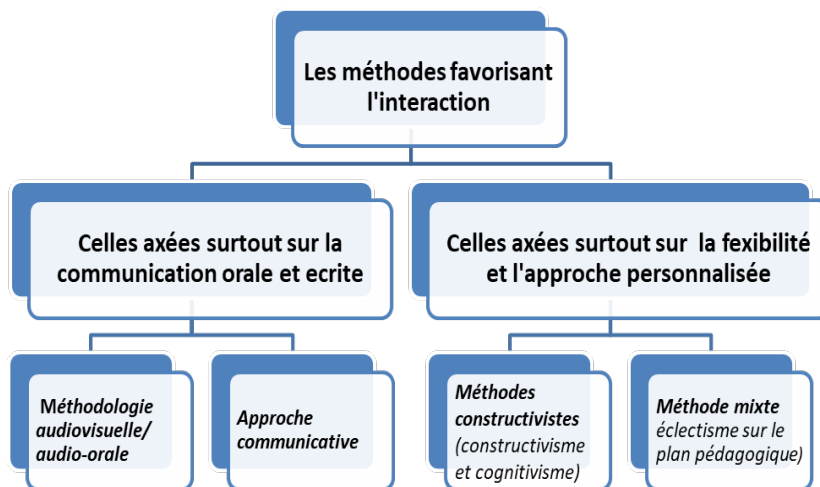 Les méthodes favorisant
l'interaction
Celles axées surtout sur la
communication orale et ecrite
Celles axées surtout sur la fexibilité
et l'approche personnalisée
Méthodologie
audiovisuelle/
audio-orale
Approche
communicative
Méthodes
constructivistes
(constructivisme
et cognitivisme)
Méthode mixte
éclectisme sur le
plan pédagogique)